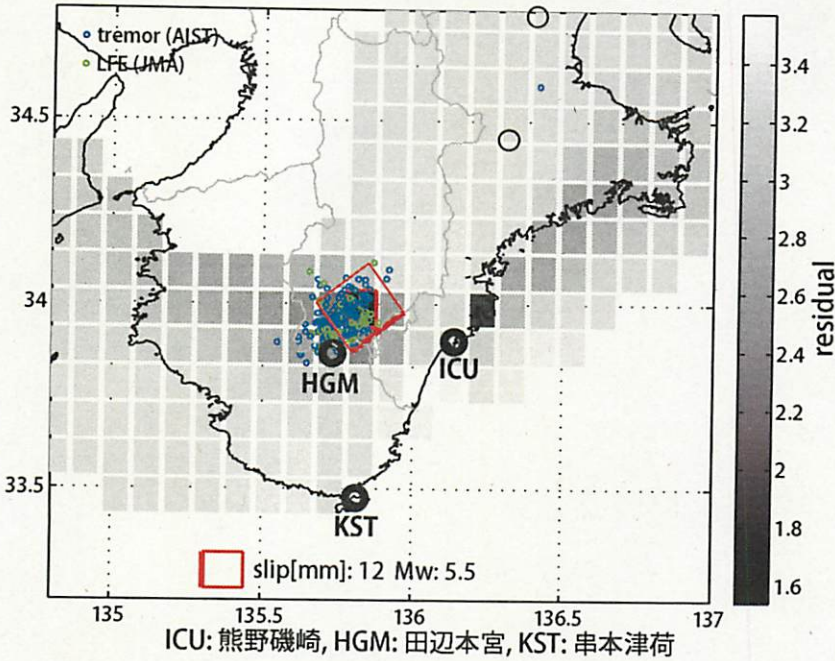 tremor (AIST)
LFE (JMA)
34.5
34
33.5
HGM
ICU
KST
slip[mm]: 12 Mw: 5.5
135
135.5
136
136.5
137
3.4
3.2
3
2.8
2.6
2.4
2.2
2
1.8
1.6
residual
ICU: 熊野磯崎, HGM: 田辺本宮, KST: 串本津荷